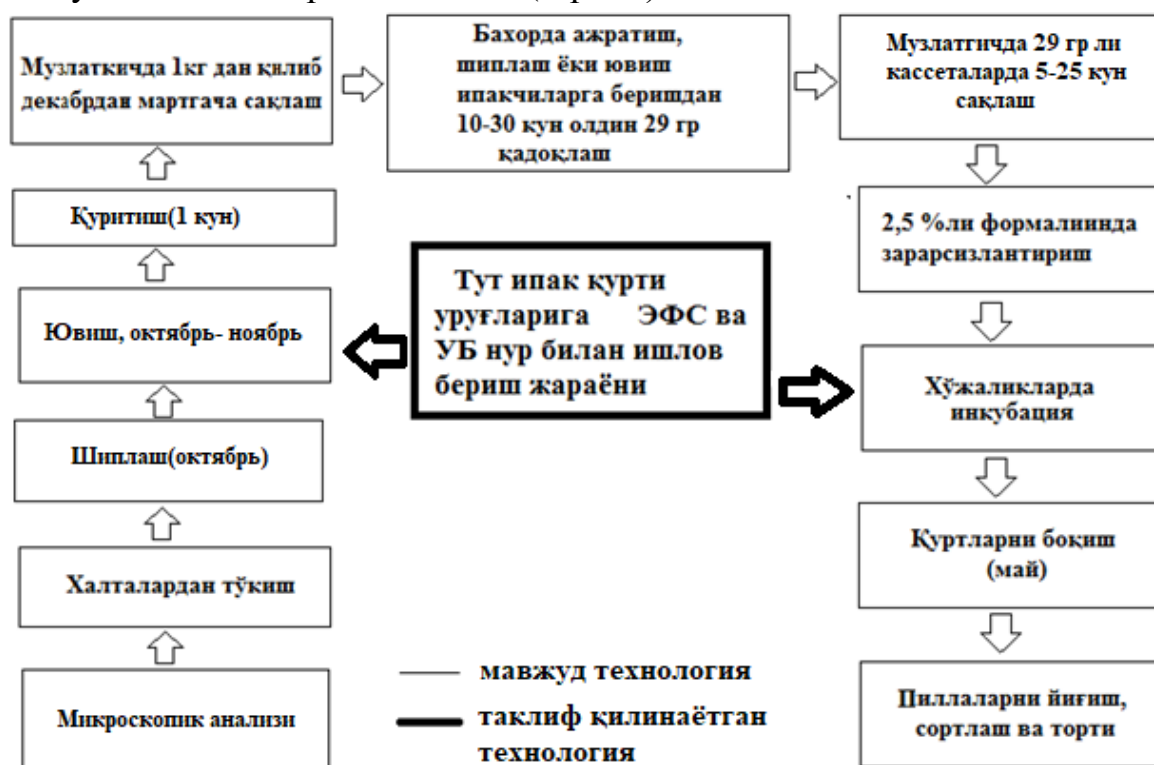 Музлаткичда 1кг дан қилиб
декабрдан мартгача сақлаш
Баҳорда ажратиш,
шиплаш ёки ювиш
ипакчиларга беришдан
10-30 кун олдин 29 гр
қадоқлаш
Музлатгичда 29 гр ли
кассеталарда 5-25 кун
сақлаш
Қуритиш(1 кун)
2,5 %ли формалиинда
зарарсизлантириш
Тут ипак қурти
уруғларига ЭФС ва
УБ нур билан ишлов
бериш жараёни
Ювиш, октябрь- ноябрь
Хўжаликларда
инкубация
Шиплаш(октябрь)
Қуртларни боқиш
(май)
Халталардан тўкиш
Микроскопик анализи
мавжуд технология
таклиф қилинаётган
технология
Пиллаларни йиғиш,
сортлаш ва торти